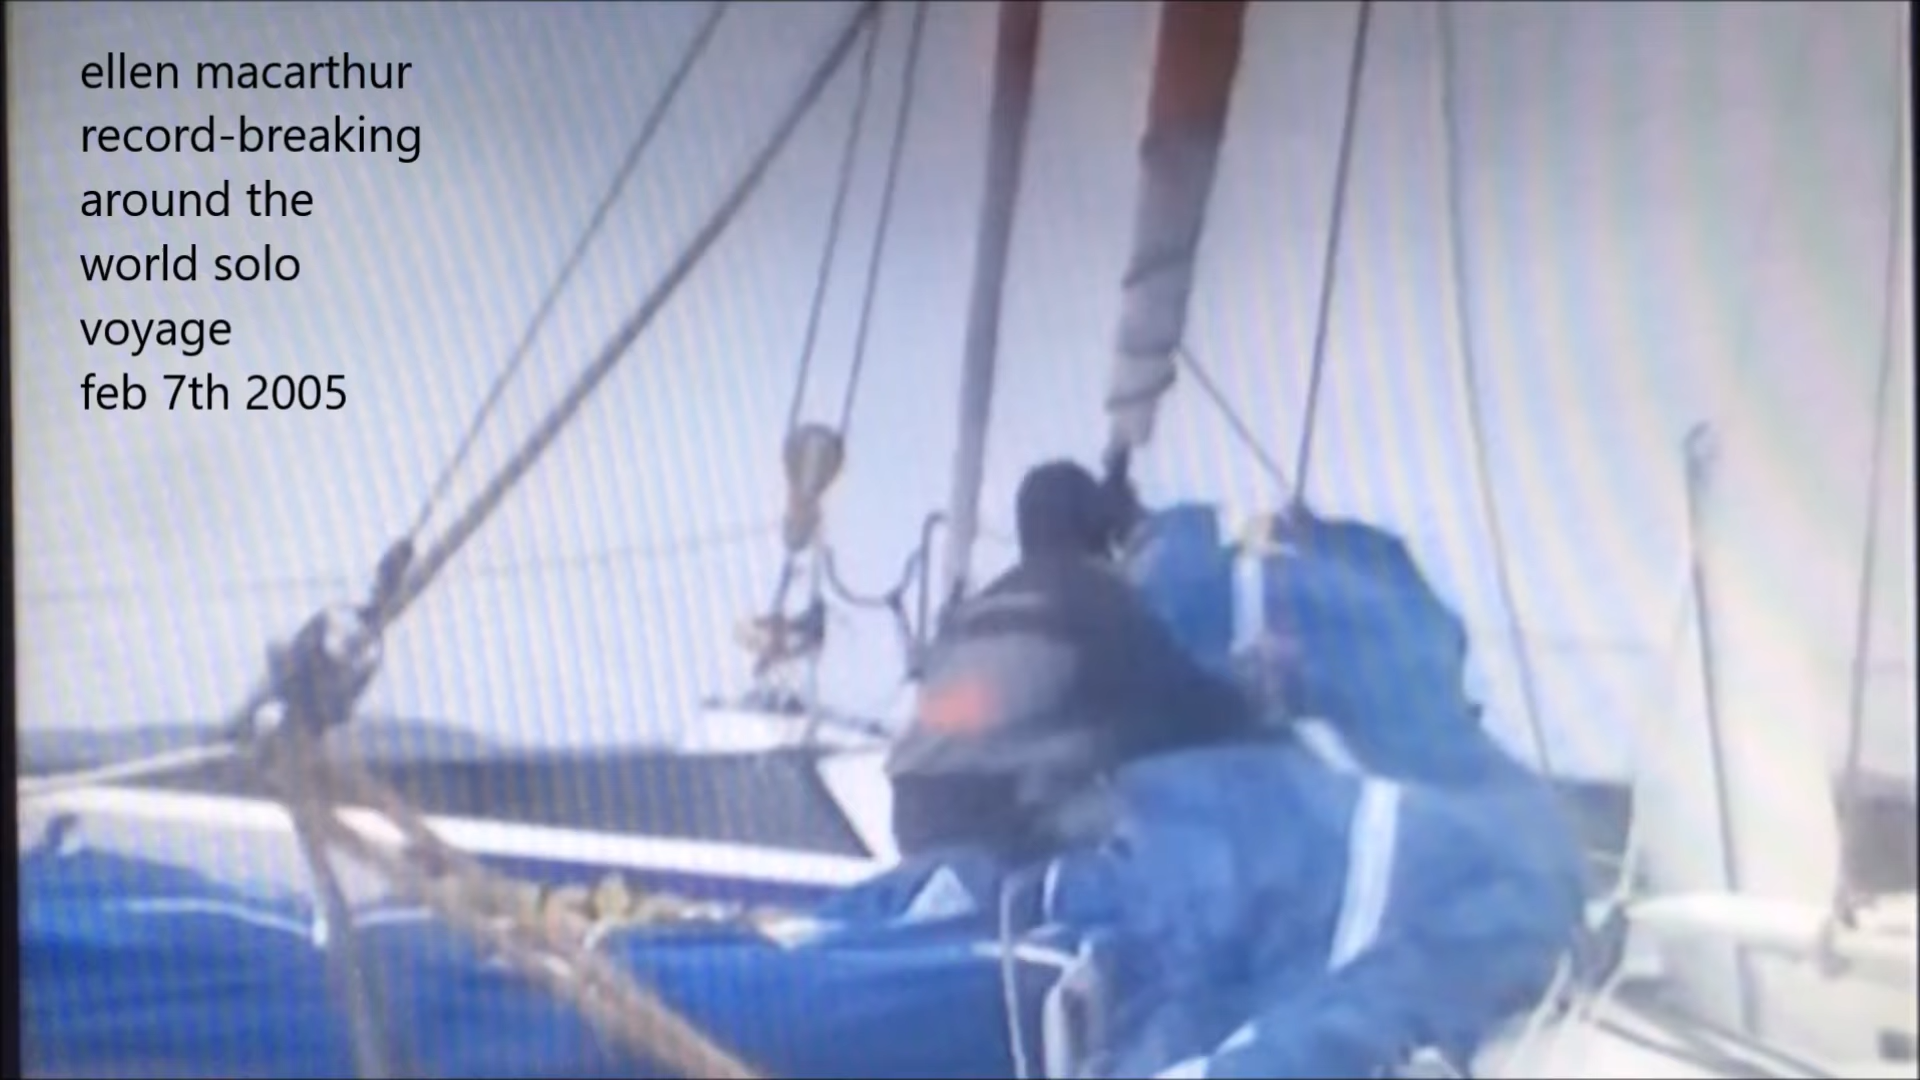 ellen macarthur
record-breaking
around the
world solo
voyage
feb 7th 2005